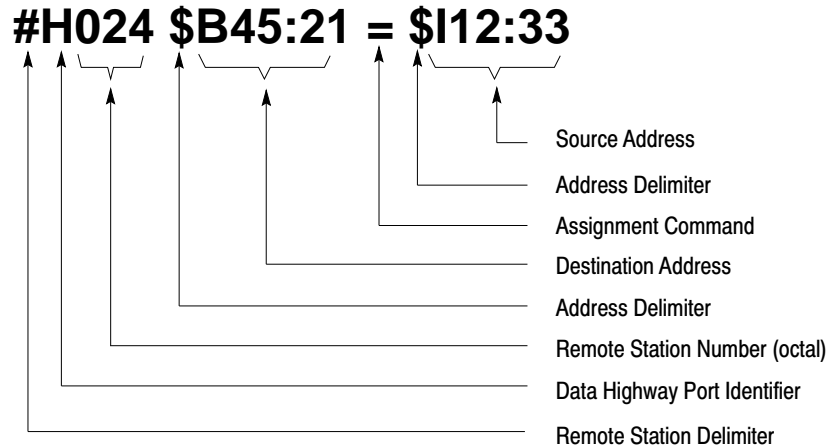 #H024 $B45:21 = $I12:33
Source Address
Address Delimiter
Assignment Command
Destination Address
Address Delimiter
Remote Station Number (octal)
Data Highway Port Identifier
Remote Station Delimiter